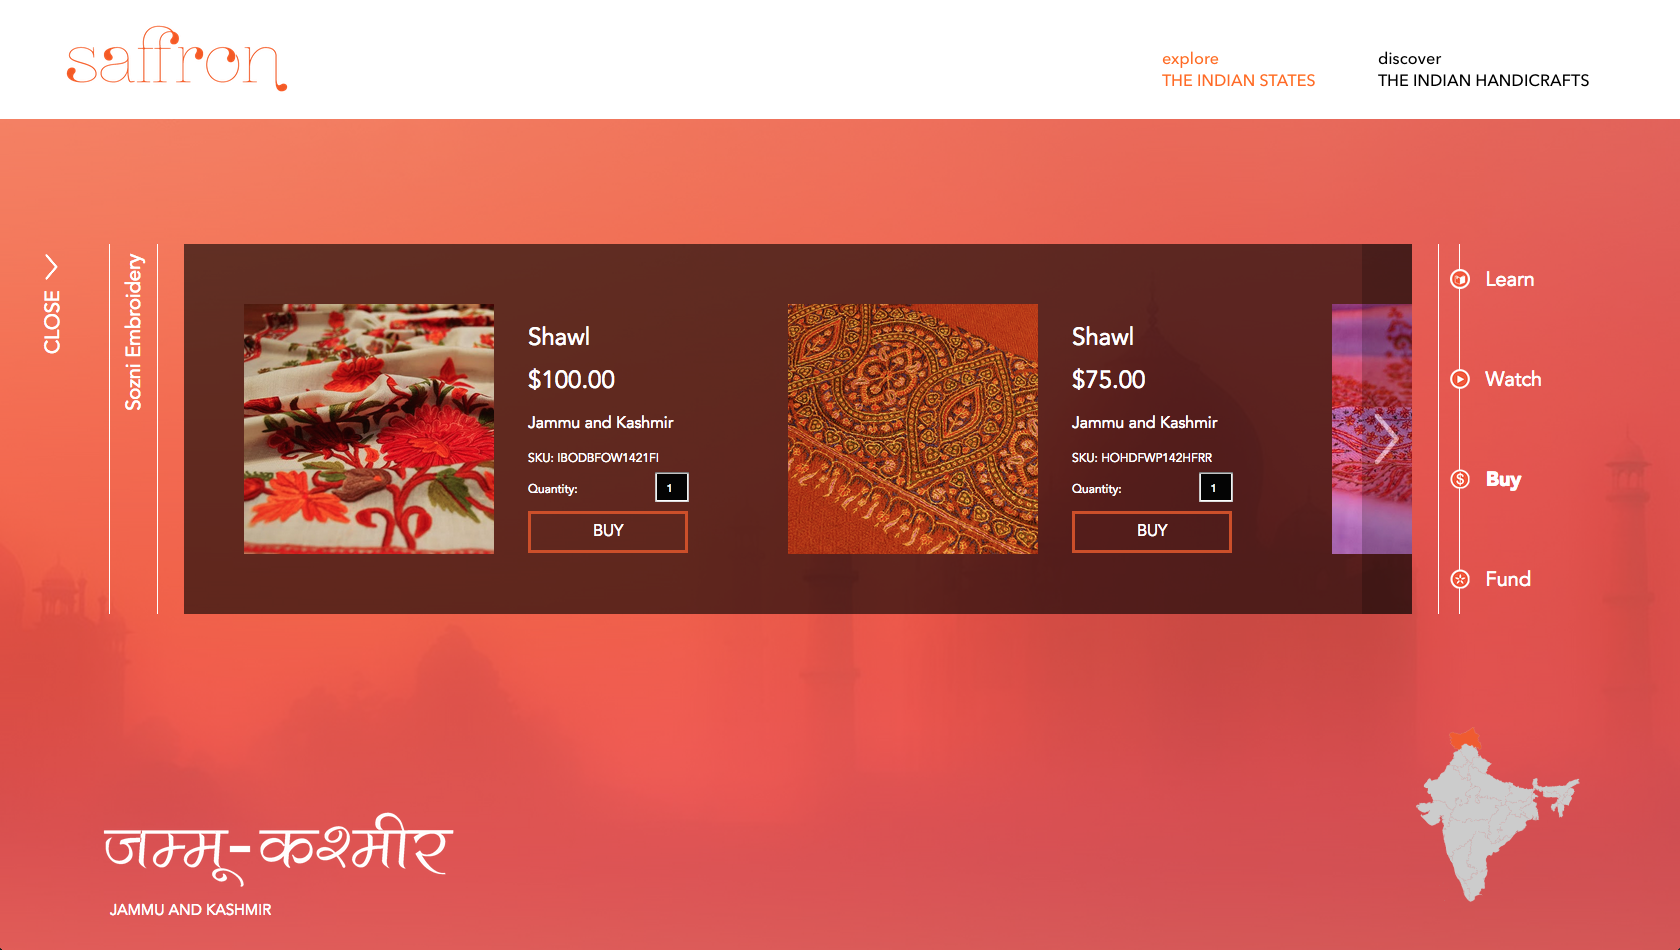 saffron
explore
THE INDIAN STATES
discover
THE INDIAN HANDICRAFTS
CLOSE
Sozni Embroidery
Shawl
$100.00
Jammu and Kashmir
SKU: IBODBFOW1421FI
Quantity: 1
BUY
Shawl
$75.00
Jammu and Kashmir
SKU: HOHDFWP142HFRR
Quantity: 1
BUY
Learn
Watch
$ Buy
Fund
जम्मू-कश्मीर
JAMMU AND KASHMIR